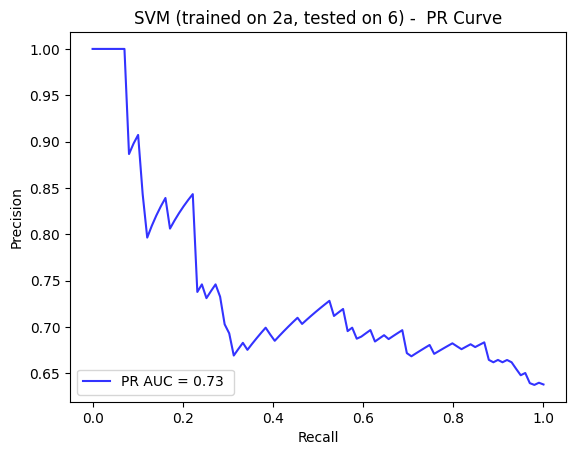 SVM (trained on 2a, tested on 6) -  PR Curve
Precision
1.00
0.95
0.90
0.85
0.80
0.75
0.70
0.65
PR AUC = 0.73
0.0 0.2 0.4 0.6 0.8 1.0
Recall